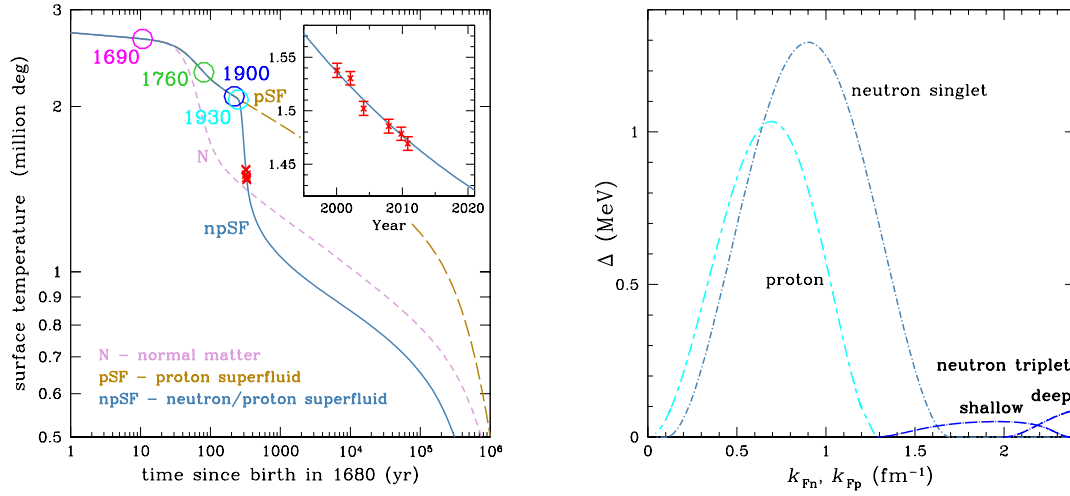 surface temperature (million deg)
3
2
1
0.9
0.8
0.7
0.6
0.5
1690
1760
1900
1930
pSF
N
npSF
N – normal matter
pSF – proton superfluid
npSF – neutron/proton superfluid
1 10 100 1000 10⁴ 10⁵ 10⁶
time since birth in 1680 (yr)
1.55
1.5
1.45
2000 2010 2020
Year
Δ (MeV)
1
0.5
0
neutron singlet
proton
neutron triplet
deep
shallow
0 0.5 1 1.5 2
k_Fn, k_Fp (fm⁻¹)